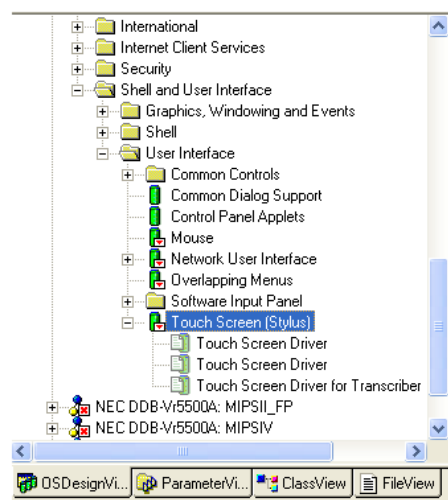 International
Internet Client Services
Security
Shell and User Interface
Graphics, Windowing and Events
Shell
User Interface
Common Controls
Common Dialog Support
Control Panel Applets
Mouse
Network User Interface
Overlapping Menus
Software Input Panel
Touch Screen (Stylus)
Touch Screen Driver
Touch Screen Driver
Touch Screen Driver for Transcriber
NEC DDB-Vr5500A: MIPSII_FP
NEC DDB-Vr5500A: MIPSIV
OSDesignVi... ParameterVi... ClassView FileView